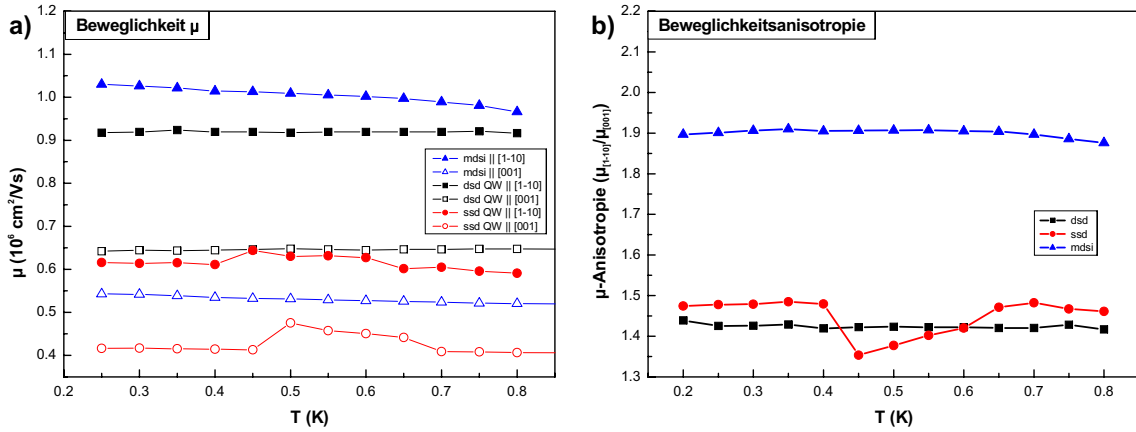 a)
Beweglichkeit µ
1.2
1.1
1.0
0.9
0.8
0.7
0.6
0.5
0.4
µ (10⁶ cm²/Vs)
mdsi || [1-10]
mdsi || [001]
dsd QW || [1-10]
dsd QW || [001]
ssd QW || [1-10]
ssd QW || [001]
0.2 0.3 0.4 0.5 0.6 0.7 0.8
T (K)
b)
Beweglichkeitsanisotropie
2.2
2.1
2.0
1.9
1.8
1.7
1.6
1.5
1.4
1.3
µ-Anisotropie (µ[1-10]/µ[001])
dsd
ssd
mdsi
0.2 0.3 0.4 0.5 0.6 0.7 0.8
T (K)